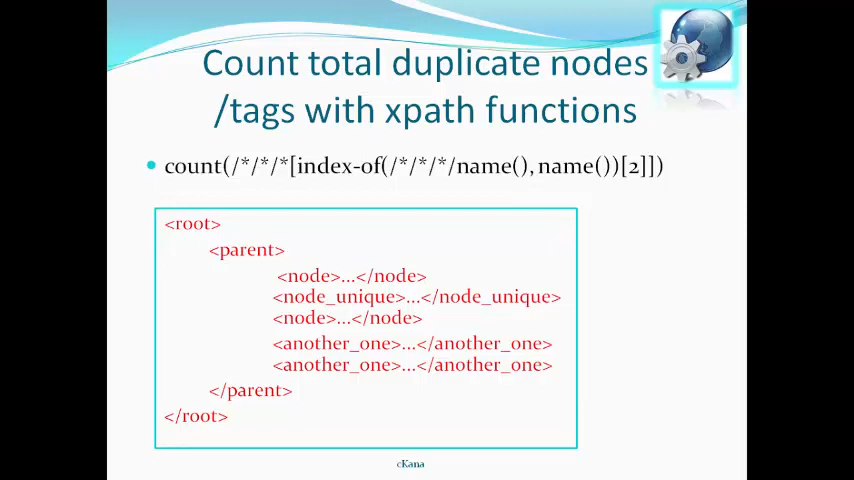 Count total duplicate nodes
/tags with xpath functions
• count(/*/*/*[index-of(/*/*/*/name(), name())[2]])
<root>
<parent>
<node>...</node>
<node_unique>...</node_unique>
<node>...</node>
<another_one>...</another_one>
<another_one>...</another_one>
</parent>
</root>
cKana